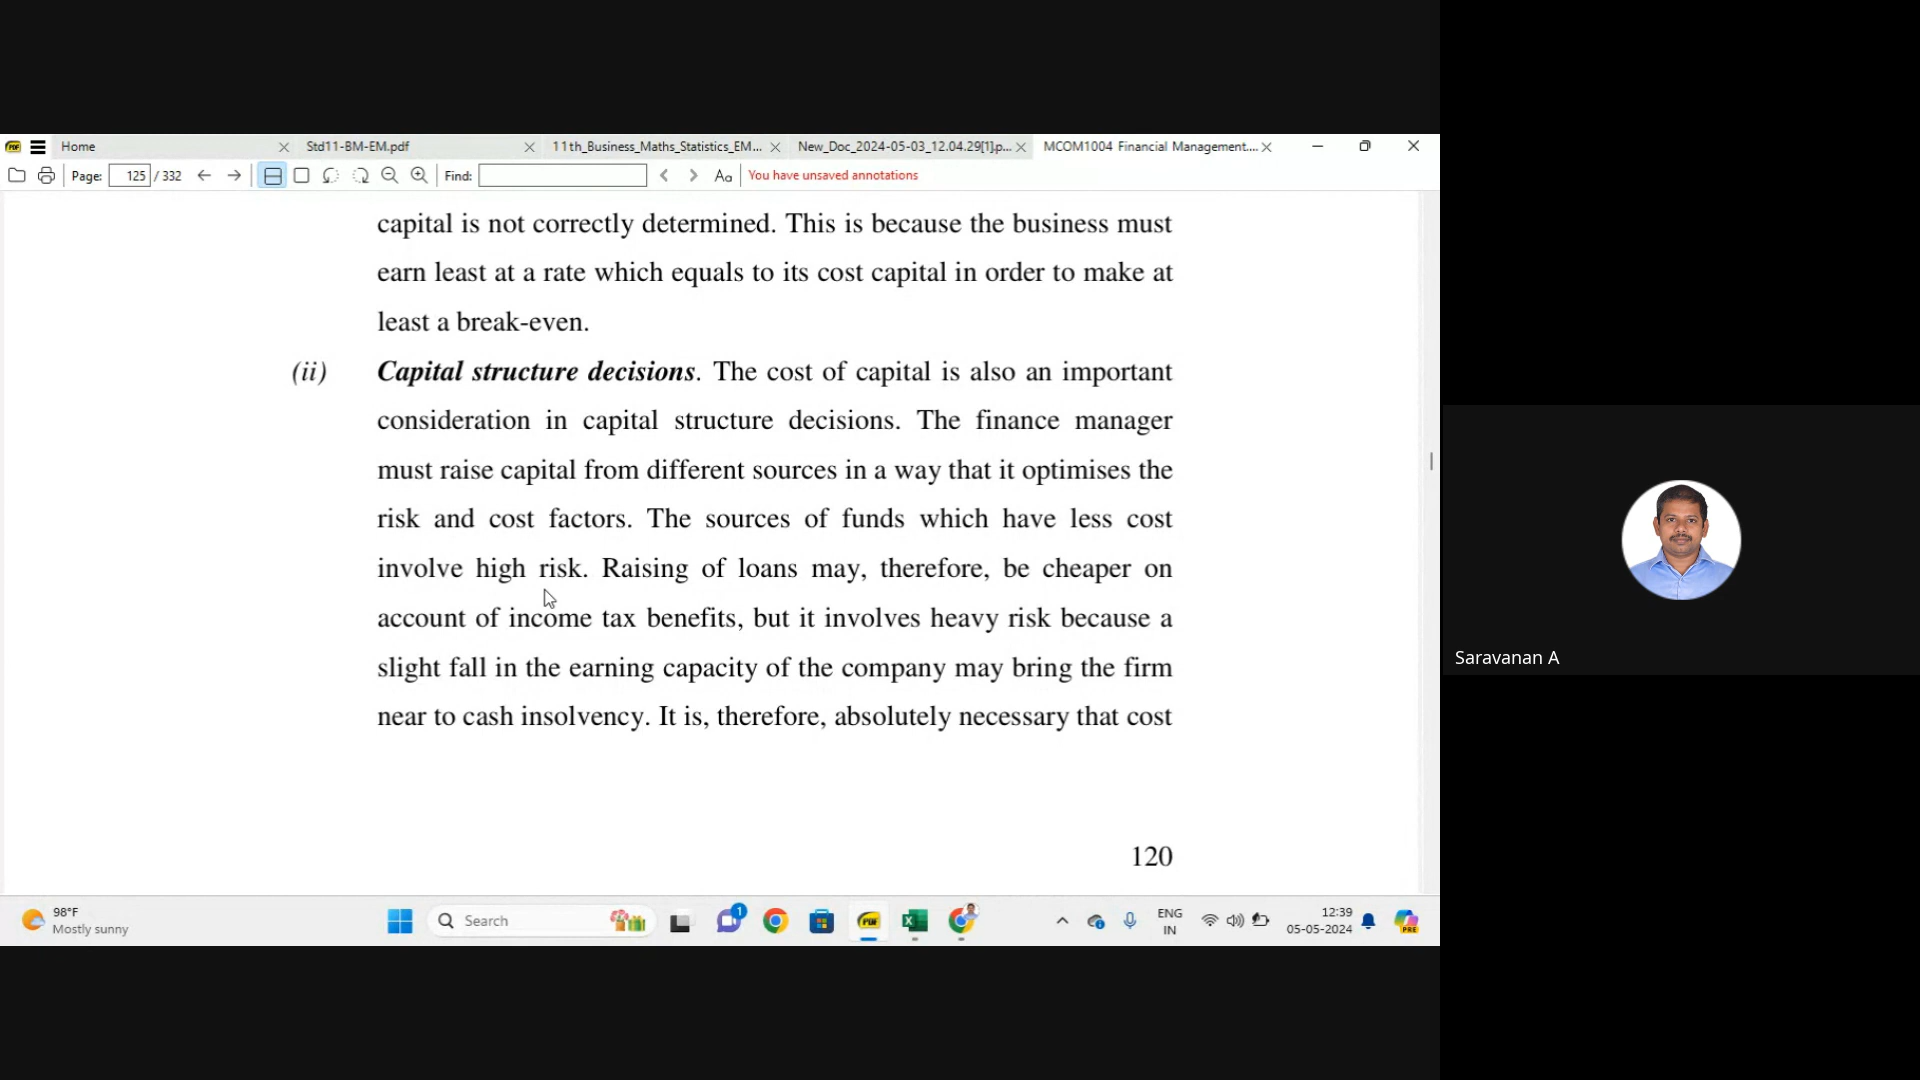 Home
Std11-BM-EM.pdf
11th_Business_Maths_Statistics_EM...
New_Doc_2024-05-03_12.04.29[1].p...
MCOM1004 Financial Management....
Page: 125 / 332
Find:
Aa
You have unsaved annotations
capital is not correctly determined. This is because the business must
earn least at a rate which equals to its cost capital in order to make at
least a break-even.
(ii) Capital structure decisions. The cost of capital is also an important
consideration in capital structure decisions. The finance manager
must raise capital from different sources in a way that it optimises the
risk and cost factors. The sources of funds which have less cost
involve high risk. Raising of loans may, therefore, be cheaper on
account of income tax benefits, but it involves heavy risk because a
slight fall in the earning capacity of the company may bring the firm
near to cash insolvency. It is, therefore, absolutely necessary that cost
120
Saravanan A
98°F
Mostly sunny
Search
1
PDF
ENG
IN
12:39
05-05-2024
PRE